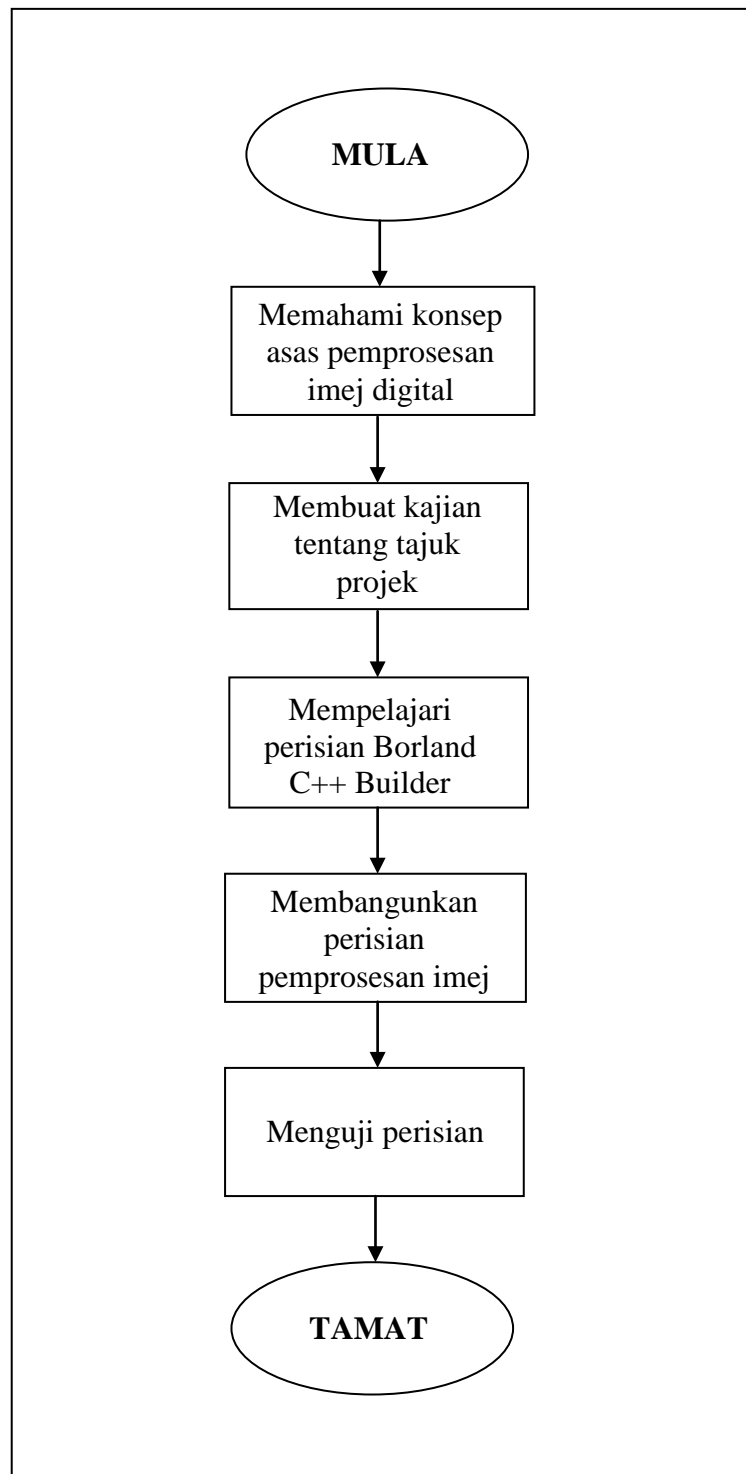 MULA
Memahami konsep
asas pemprosesan
imej digital
Membuat kajian
tentang tajuk
projek
Mempelajari
perisian Borland
C++ Builder
Membangunkan
perisian
pemprosesan imej
Menguji perisian
TAMAT